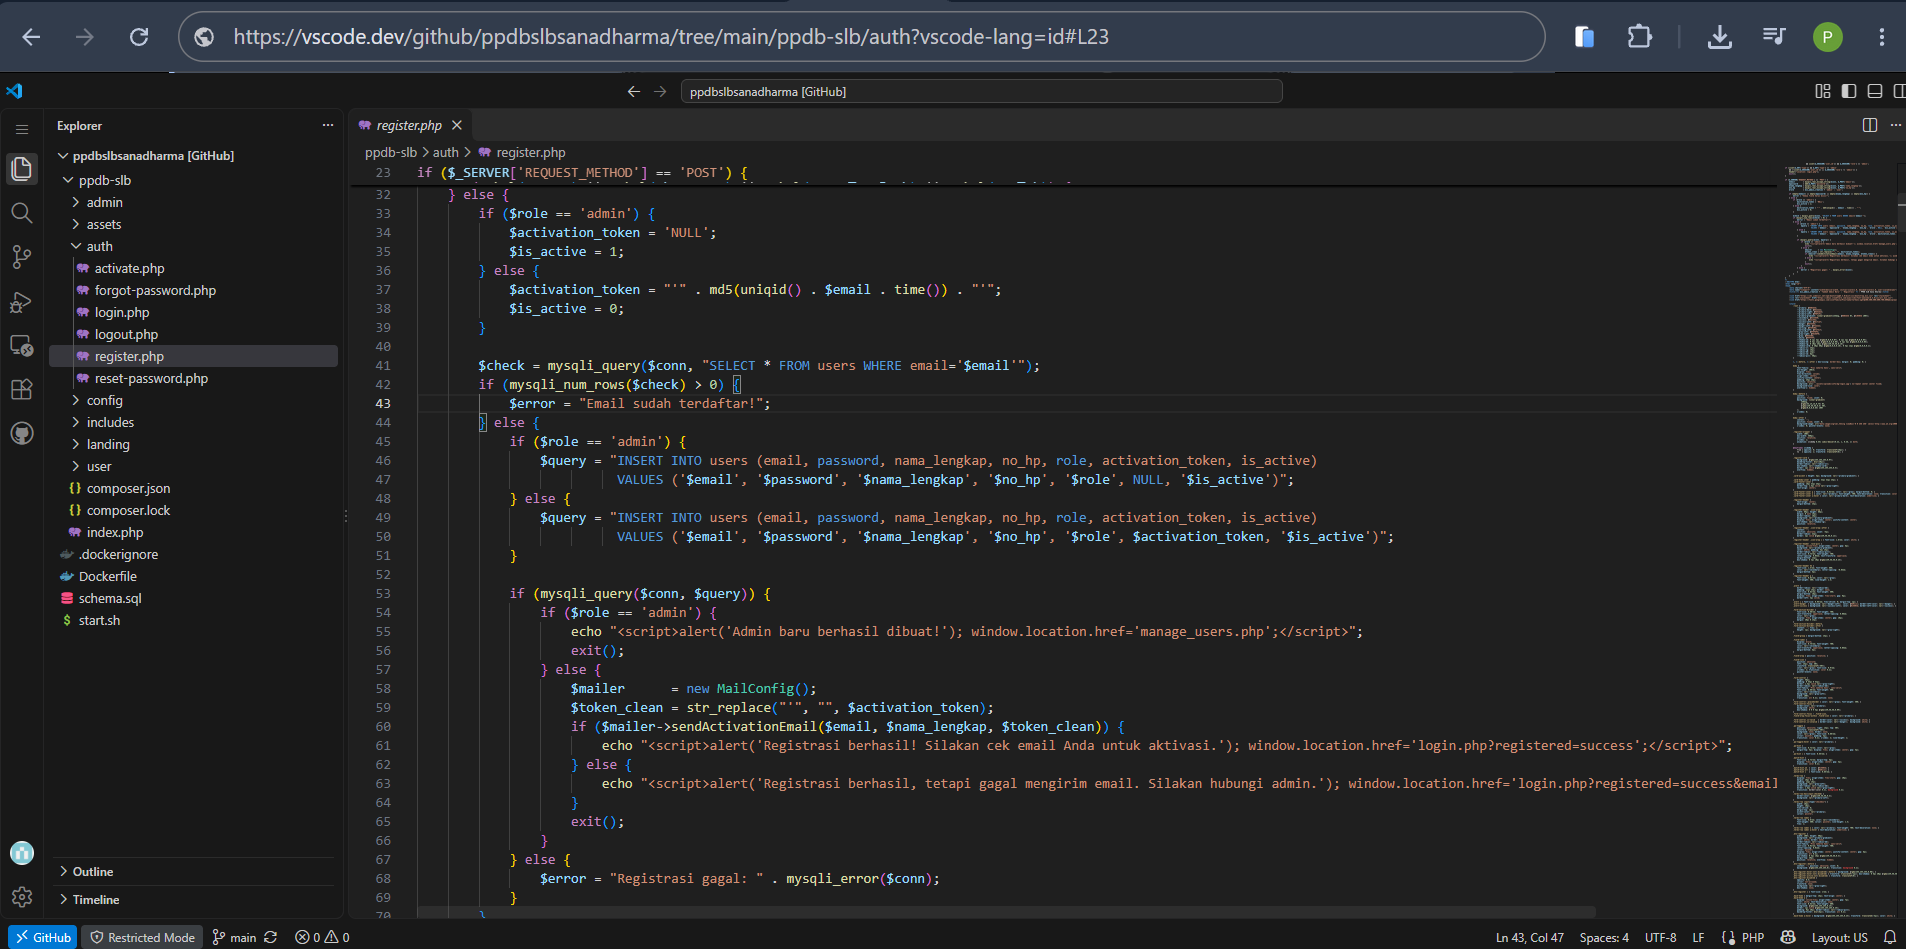 https://vscode.dev/github/ppdbslbsanadharma/tree/main/ppdb-slb/auth?vscode-lang=id#L23
P
ppdbslbsanadharma [GitHub]
Explorer
ppdbslbsanadharma [GitHub]
ppdb-slb
admin
assets
auth
activate.php
forgot-password.php
login.php
logout.php
register.php
reset-password.php
config
includes
landing
user
{} composer.json
{} composer.lock
index.php
.dockerignore
Dockerfile
schema.sql
$ start.sh
Outline
Timeline
register.php
ppdb-slb > auth > register.php
23 if ($_SERVER['REQUEST_METHOD'] == 'POST') {
32 } else {
33 if ($role == 'admin') {
34 $activation_token = 'NULL';
35 $is_active = 1;
36 } else {
37 $activation_token = "'" . md5(uniqid() . $email . time()) . "'";
38 $is_active = 0;
39 }
40
41 $check = mysqli_query($conn, "SELECT * FROM users WHERE email='$email'");
42 if (mysqli_num_rows($check) > 0) {
43 $error = "Email sudah terdaftar!";
44 } else {
45 if ($role == 'admin') {
46 $query = "INSERT INTO users (email, password, nama_lengkap, no_hp, role, activation_token, is_active)
47 VALUES ('$email', '$password', '$nama_lengkap', '$no_hp', '$role', NULL, '$is_active')";
48 } else {
49 $query = "INSERT INTO users (email, password, nama_lengkap, no_hp, role, activation_token, is_active)
50 VALUES ('$email', '$password', '$nama_lengkap', '$no_hp', '$role', $activation_token, '$is_active')";
51 }
52
53 if (mysqli_query($conn, $query)) {
54 if ($role == 'admin') {
55 echo "<script>alert('Admin baru berhasil dibuat!'); window.location.href='manage_users.php';</script>";
56 exit();
57 } else {
58 $mailer = new MailConfig();
59 $token_clean = str_replace("'", "", $activation_token);
60 if ($mailer->sendActivationEmail($email, $nama_lengkap, $token_clean)) {
61 echo "<script>alert('Registrasi berhasil! Silakan cek email Anda untuk aktivasi.'); window.location.href='login.php?registered=success';</script>";
62 } else {
63 echo "<script>alert('Registrasi berhasil, tetapi gagal mengirim email. Silakan hubungi admin.'); window.location.href='login.php?registered=success&email
64 }
65 exit();
66 }
67 } else {
68 $error = "Registrasi gagal: " . mysqli_error($conn);
69 }
70 }
GitHub
Restricted Mode
main
0
0
Ln 43, Col 47
Spaces: 4
UTF-8
LF
{} PHP
Layout: US